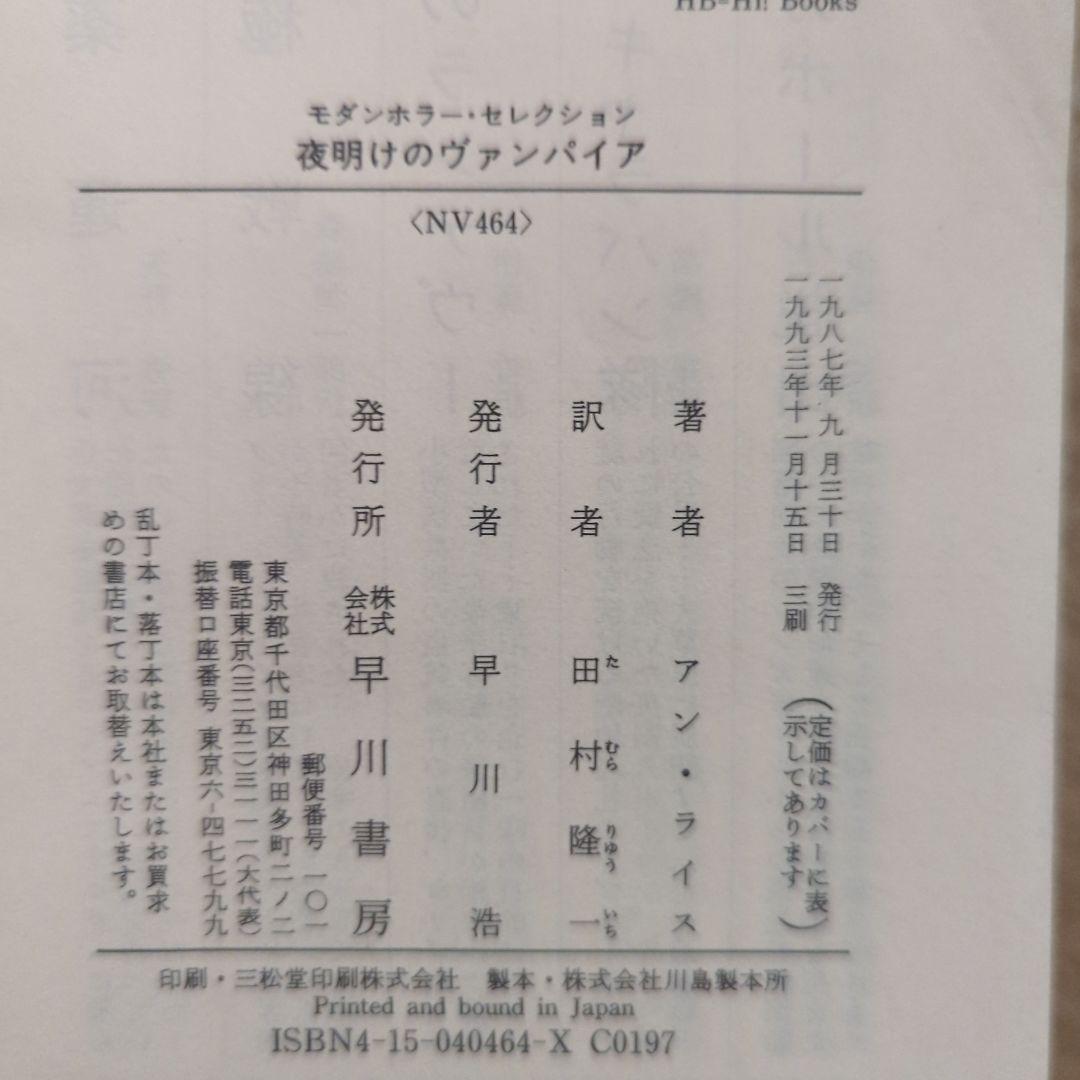 HB-Hi! Books
モダンホラー・セレクション
夜明けのヴァンパイア
〈NV464〉
一九八七年 九 月三十日 発行
一九九三年十一月十五日 三刷
（定価はカバーに表
示してあります）
著者 アン・ライス
訳者 田村隆一
た むら りゅう いち
発行者 早川 浩
発行所 株式会社 早川書房
郵便番号 一〇一
東京都千代田区神田多町二ノ二
電話東京(三二五二)三一一一(大代表)
振替口座番号 東京六-四七七九九
乱丁本・落丁本は本社またはお買求
めの書店にてお取替えいたします。
印刷・三松堂印刷株式会社 製本・株式会社川島製本所
Printed and bound in Japan
ISBN4-15-040464-X C0197